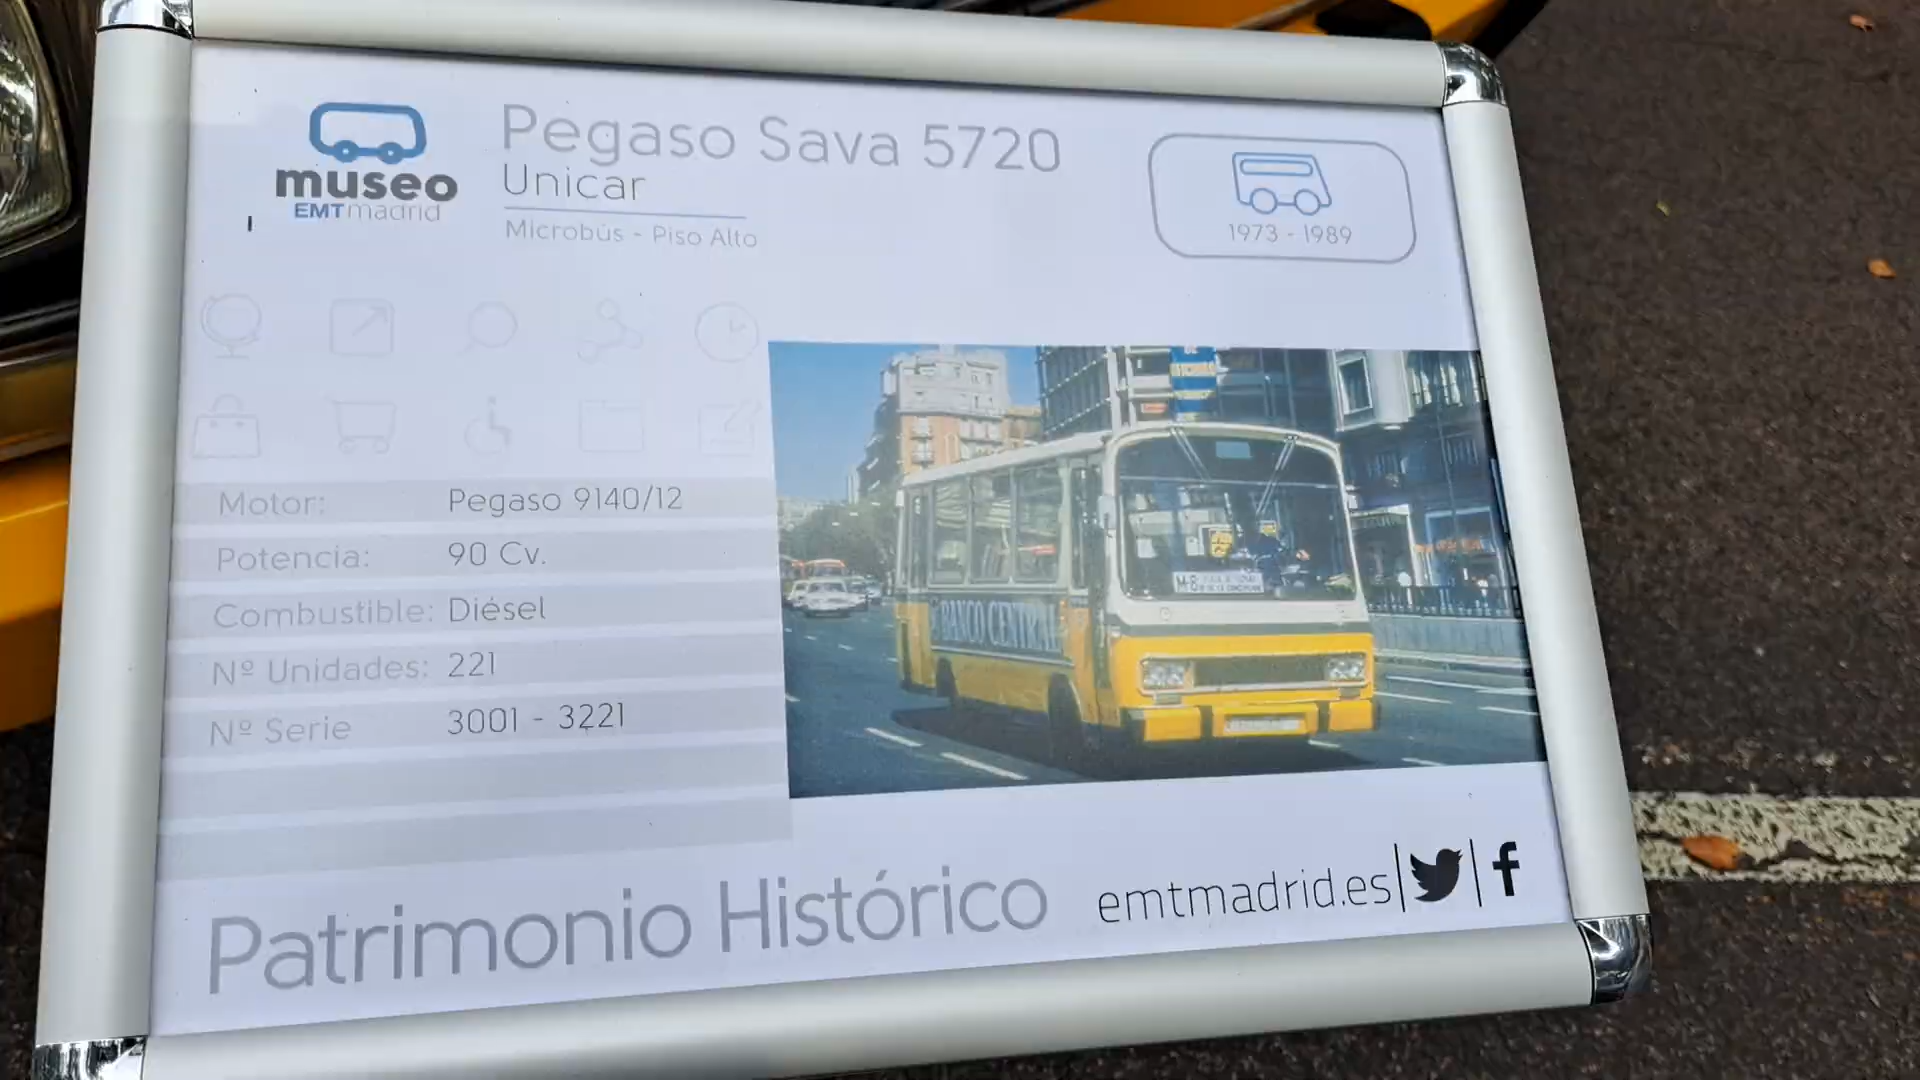 museo
EMTmadrid
Pegaso Sava 5720
Unicar
Microbús - Piso Alto
1973 - 1989
Motor: Pegaso 9140/12
Potencia: 90 Cv.
Combustible: Diésel
Nº Unidades: 221
Nº Serie 3001 - 3221
M-8
BANCO CENTRAL
Patrimonio Histórico
emtmadrid.es